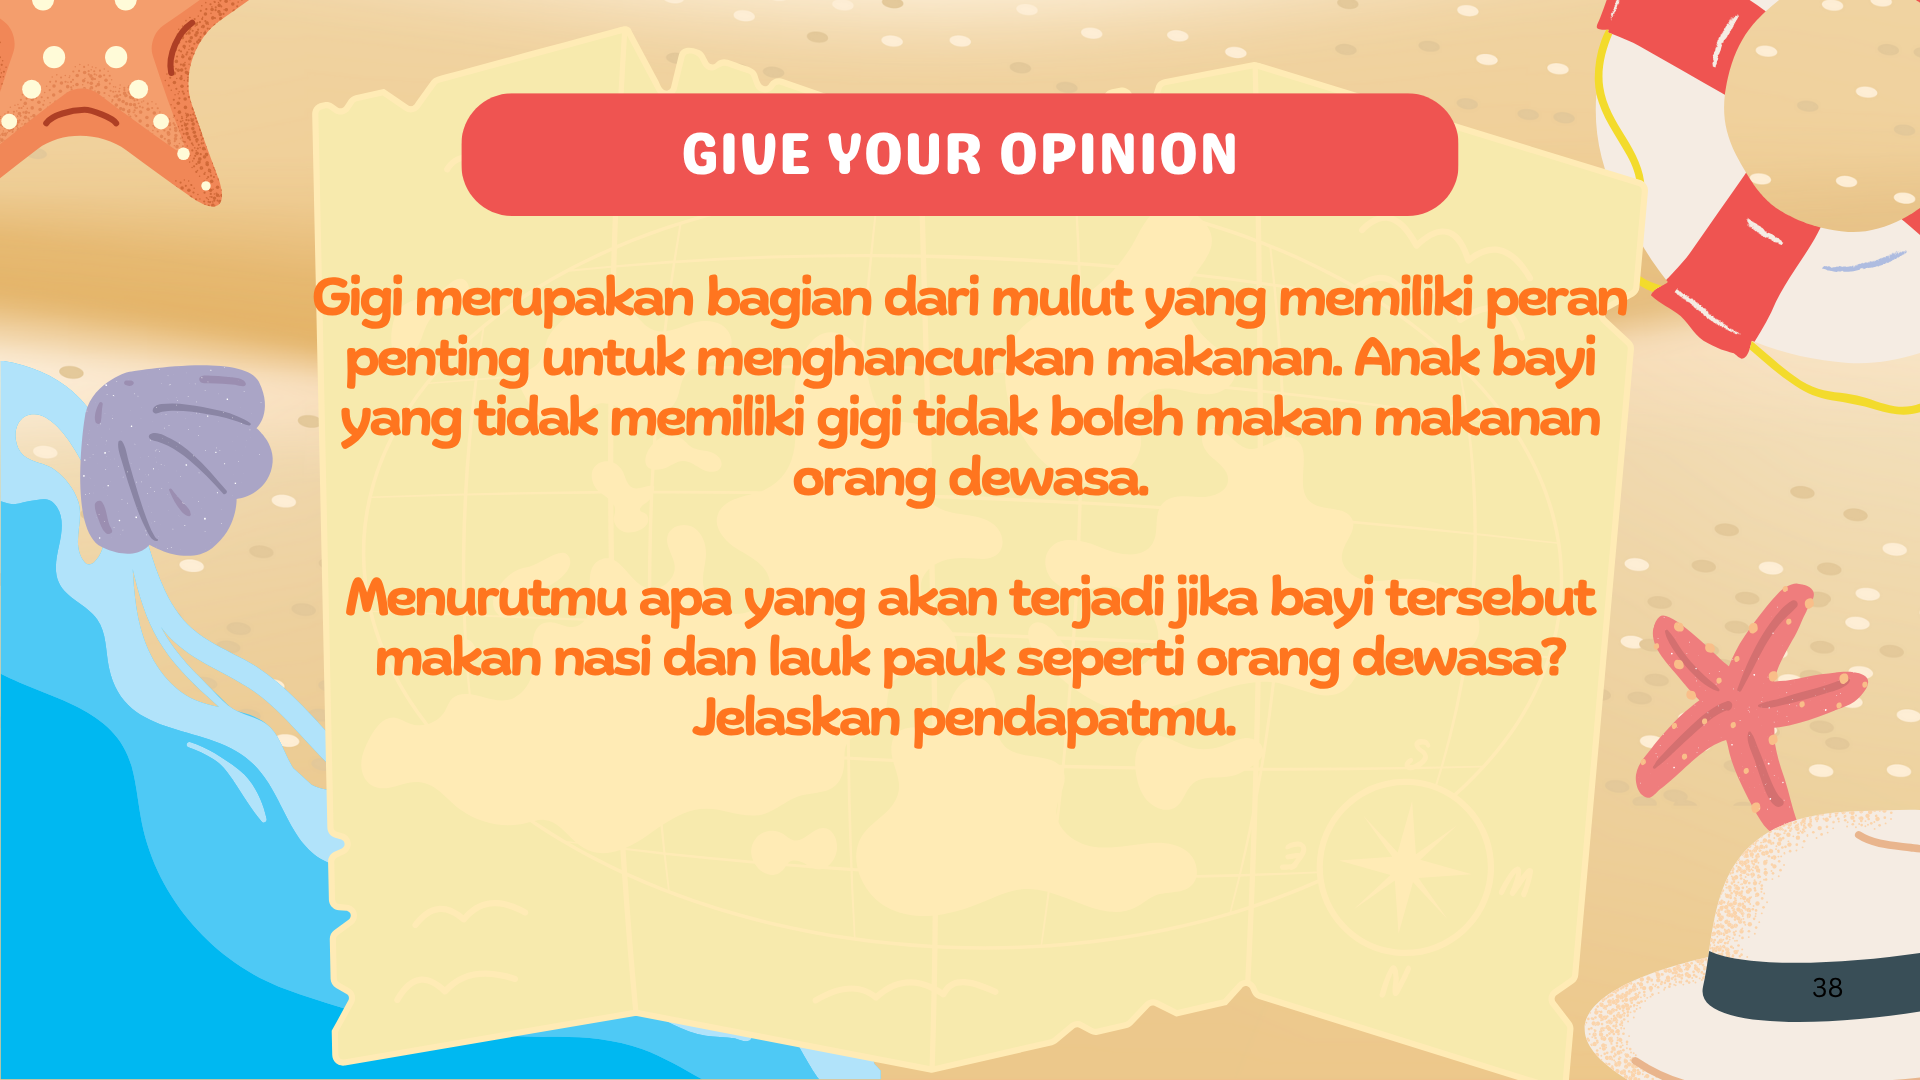 GIVE YOUR OPINION
Gigi merupakan bagian dari mulut yang memiliki peran
penting untuk menghancurkan makanan. Anak bayi
yang tidak memiliki gigi tidak boleh makan makanan
orang dewasa.
Menurutmu apa yang akan terjadi jika bayi tersebut
makan nasi dan lauk pauk seperti orang dewasa?
Jelaskan pendapatmu.
S
M
N
38